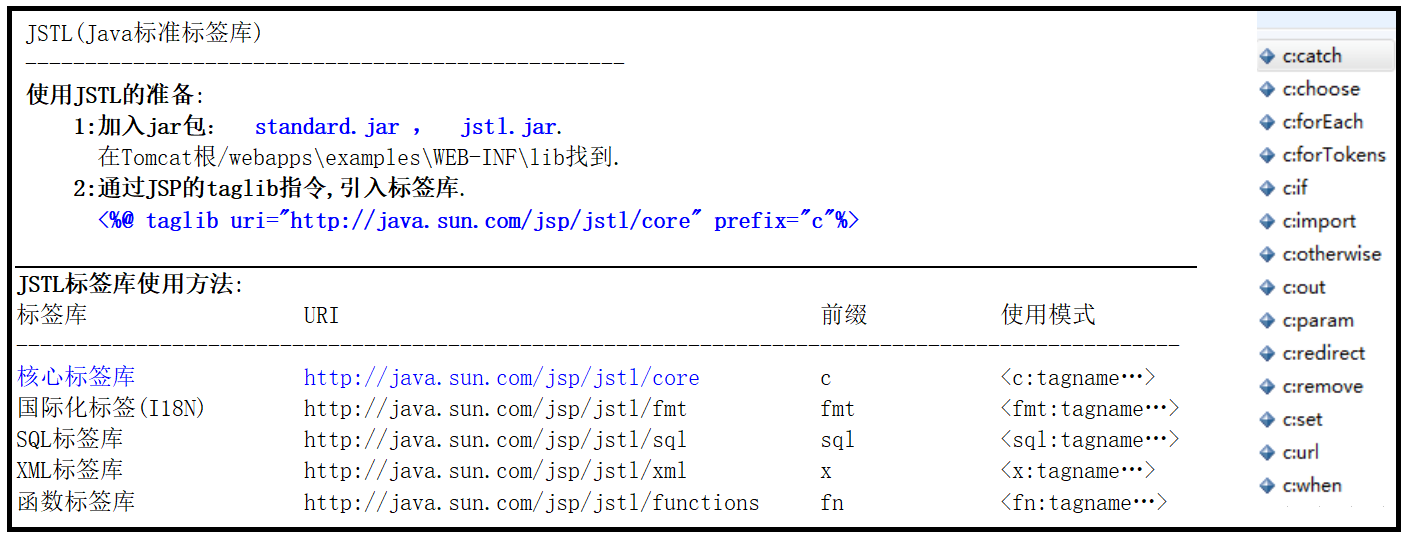 JSTL(Java标准标签库)
--------------------------------------------------
使用JSTL的准备:
1:加入jar包： standard.jar ， jstl.jar.
在Tomcat根/webapps\examples\WEB-INF\lib找到.
2:通过JSP的taglib指令,引入标签库.
<%@ taglib uri="http://java.sun.com/jsp/jstl/core" prefix="c"%>
JSTL标签库使用方法:
标签库 URI 前缀 使用模式
--------------------------------------------------------------------------------------------------
核心标签库 http://java.sun.com/jsp/jstl/core c <c:tagname…>
国际化标签(I18N) http://java.sun.com/jsp/jstl/fmt fmt <fmt:tagname…>
SQL标签库 http://java.sun.com/jsp/jstl/sql sql <sql:tagname…>
XML标签库 http://java.sun.com/jsp/jstl/xml x <x:tagname…>
函数标签库 http://java.sun.com/jsp/jstl/functions fn <fn:tagname…>
c:catch
c:choose
c:forEach
c:forTokens
c:if
c:import
c:otherwise
c:out
c:param
c:redirect
c:remove
c:set
c:url
c:when